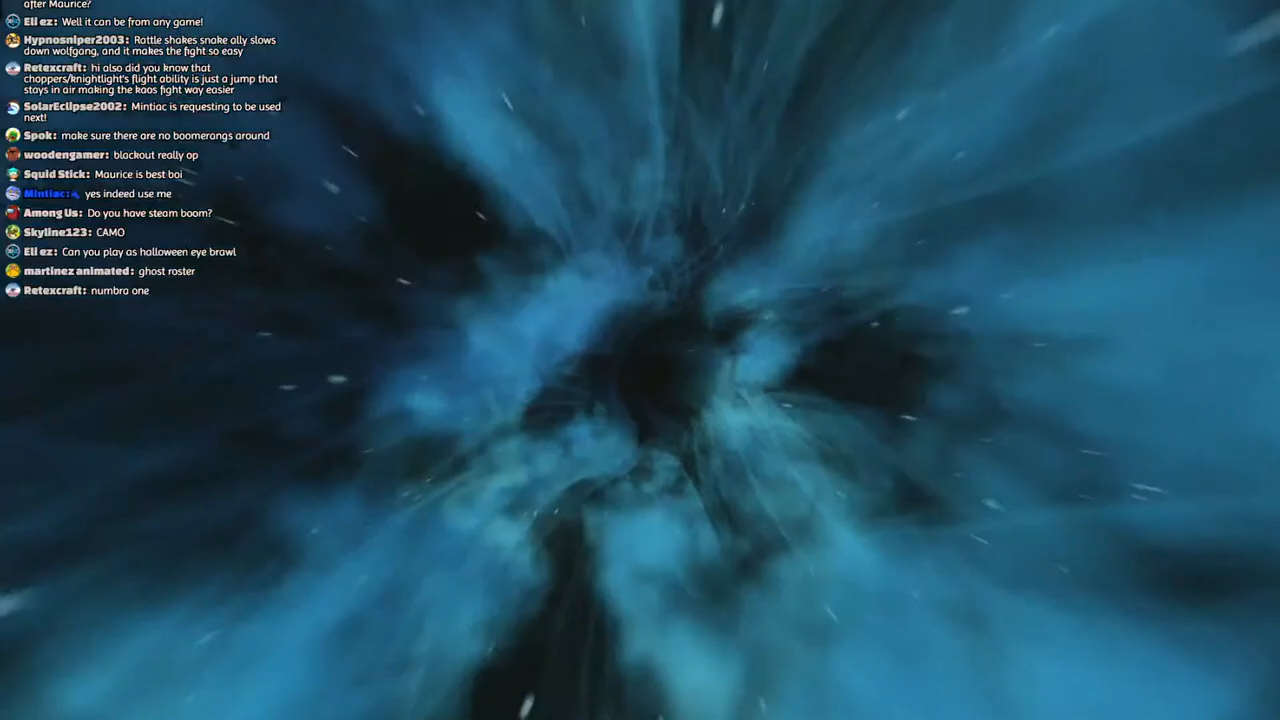 after Maurice?
Eli ez: Well it can be from any game!
Hypnosniper2003: Rattle shakes snake ally slows
down wolfgang, and it makes the fight so easy
Retexcraft: hi also did you know that
choppers/knightlight's flight ability is just a jump that
stays in air making the kaos fight way easier
SolarEclipse2002: Mintiac is requesting to be used
next!
Spok: make sure there are no boomerangs around
woodengamer: blackout really op
Squid Stick: Maurice is best boi
Mintiac: yes indeed use me
Among Us: Do you have steam boom?
Skyline123: CAMO
Eli ez: Can you play as halloween eye brawl
martinez animated: ghost roster
Retexcraft: numbra one